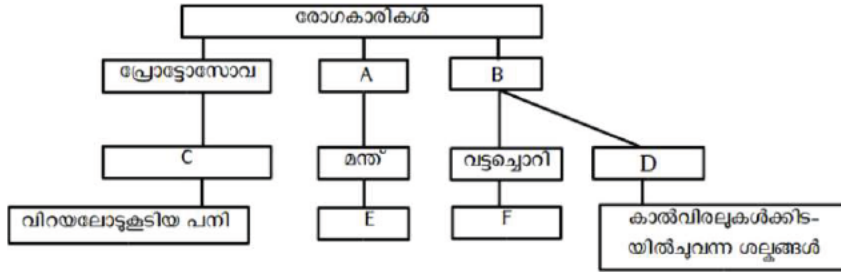 രോഗകാരികൾ
പ്രോട്ടോസോവ
A
B
C
മന്ത്
വട്ടച്ചൊറി
D
വിറയലോടുകൂടിയ പനി
E
F
കാൽവിരലുകൾക്കിട-
യിൽചുവന്ന ശല്കങ്ങൾ